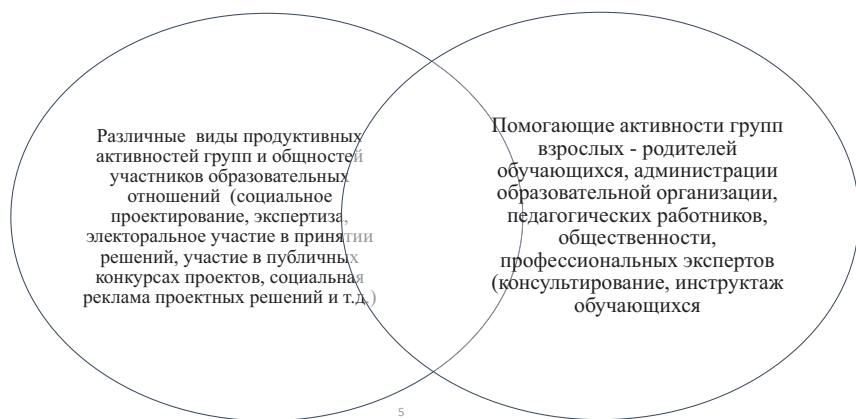 Различные виды продуктивных
активностей групп и общностей
участников образовательных
отношений (социальное
проектирование, экспертиза,
электоральное участие в принятии
решений, участие в публичных
конкурсах проектов, социальная
реклама проектных решений и т.д.)
Помогающие активности групп
взрослых - родителей
обучающихся, администрации
образовательной организации,
педагогических работников,
общественности,
профессиональных экспертов
(консультирование, инструктаж
обучающихся
5